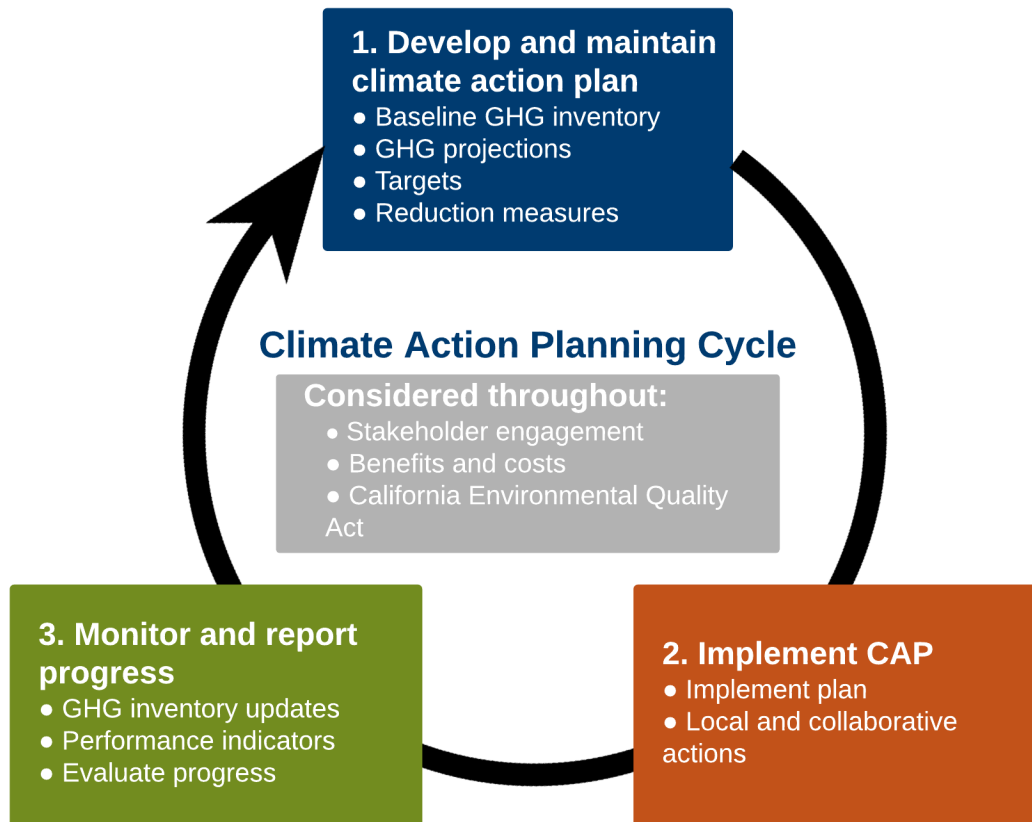 1. Develop and maintain
climate action plan
● Baseline GHG inventory
● GHG projections
● Targets
● Reduction measures
Climate Action Planning Cycle
Considered throughout:
● Stakeholder engagement
● Benefits and costs
● California Environmental Quality
Act
3. Monitor and report
progress
● GHG inventory updates
● Performance indicators
● Evaluate progress
2. Implement CAP
● Implement plan
● Local and collaborative
actions